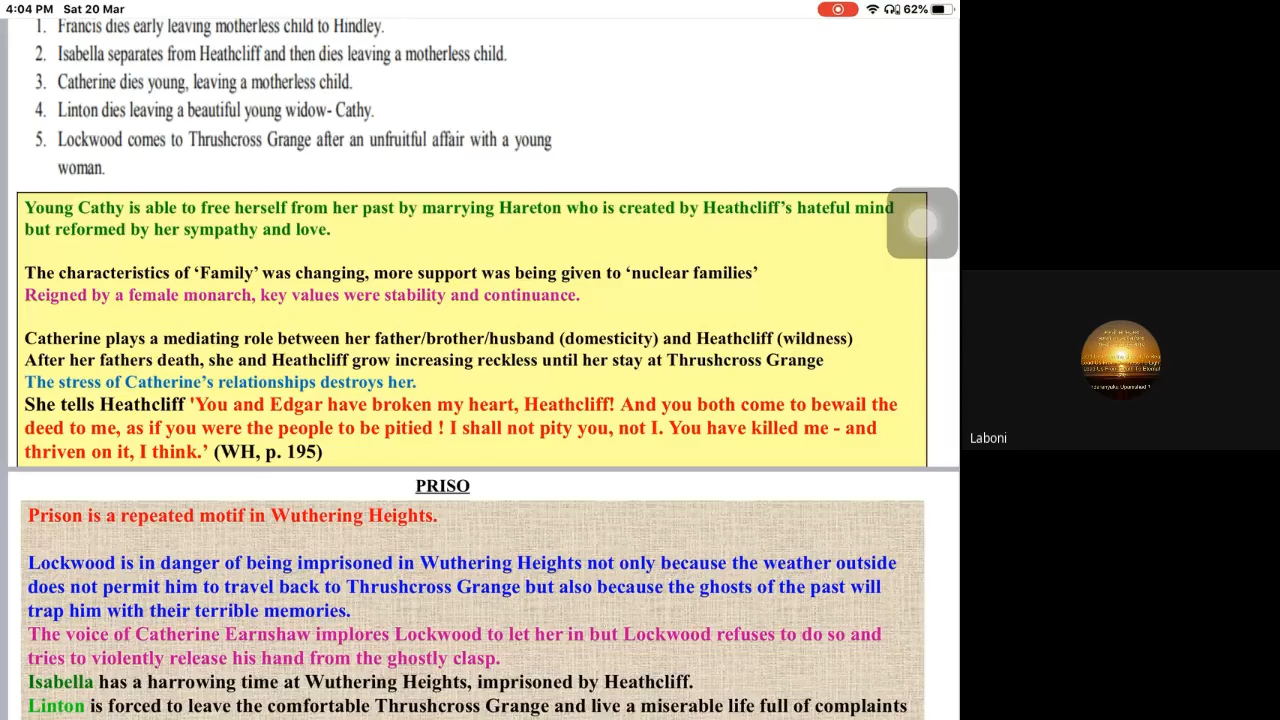 4:04 PM Sat 20 Mar
62%
1. Francis dies early leaving motherless child to Hindley.
2. Isabella separates from Heathcliff and then dies leaving a motherless child.
3. Catherine dies young, leaving a motherless child.
4. Linton dies leaving a beautiful young widow- Cathy.
5. Lockwood comes to Thrushcross Grange after an unfruitful affair with a young
woman.
Young Cathy is able to free herself from her past by marrying Hareton who is created by Heathcliff's hateful mind
but reformed by her sympathy and love.
The characteristics of 'Family' was changing, more support was being given to 'nuclear families'
Reigned by a female monarch, key values were stability and continuance.
Catherine plays a mediating role between her father/brother/husband (domesticity) and Heathcliff (wildness)
After her fathers death, she and Heathcliff grow increasing reckless until her stay at Thrushcross Grange
The stress of Catherine's relationships destroys her.
She tells Heathcliff 'You and Edgar have broken my heart, Heathcliff! And you both come to bewail the
deed to me, as if you were the people to be pitied ! I shall not pity you, not I. You have killed me - and
thriven on it, I think.' (WH, p. 195)
PRISO
Prison is a repeated motif in Wuthering Heights.
Lockwood is in danger of being imprisoned in Wuthering Heights not only because the weather outside
does not permit him to travel back to Thrushcross Grange but also because the ghosts of the past will
trap him with their terrible memories.
The voice of Catherine Earnshaw implores Lockwood to let her in but Lockwood refuses to do so and
tries to violently release his hand from the ghostly clasp.
Isabella has a harrowing time at Wuthering Heights, imprisoned by Heathcliff.
Linton is forced to leave the comfortable Thrushcross Grange and live a miserable life full of complaints
Laboni